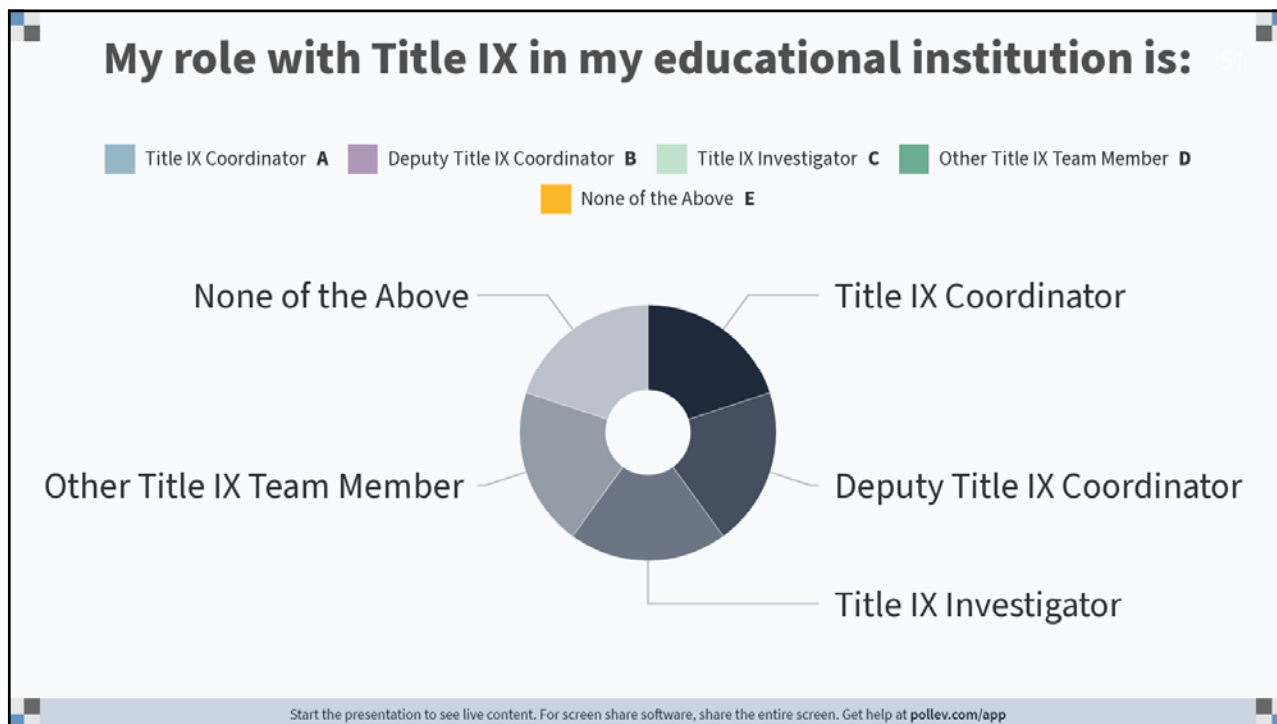 My role with Title IX in my educational institution is:
51
Title IX Coordinator A Deputy Title IX Coordinator B Title IX Investigator C Other Title IX Team Member D
None of the Above E
None of the Above
Title IX Coordinator
Other Title IX Team Member
Deputy Title IX Coordinator
Title IX Investigator
Start the presentation to see live content. For screen share software, share the entire screen. Get help at pollev.com/app